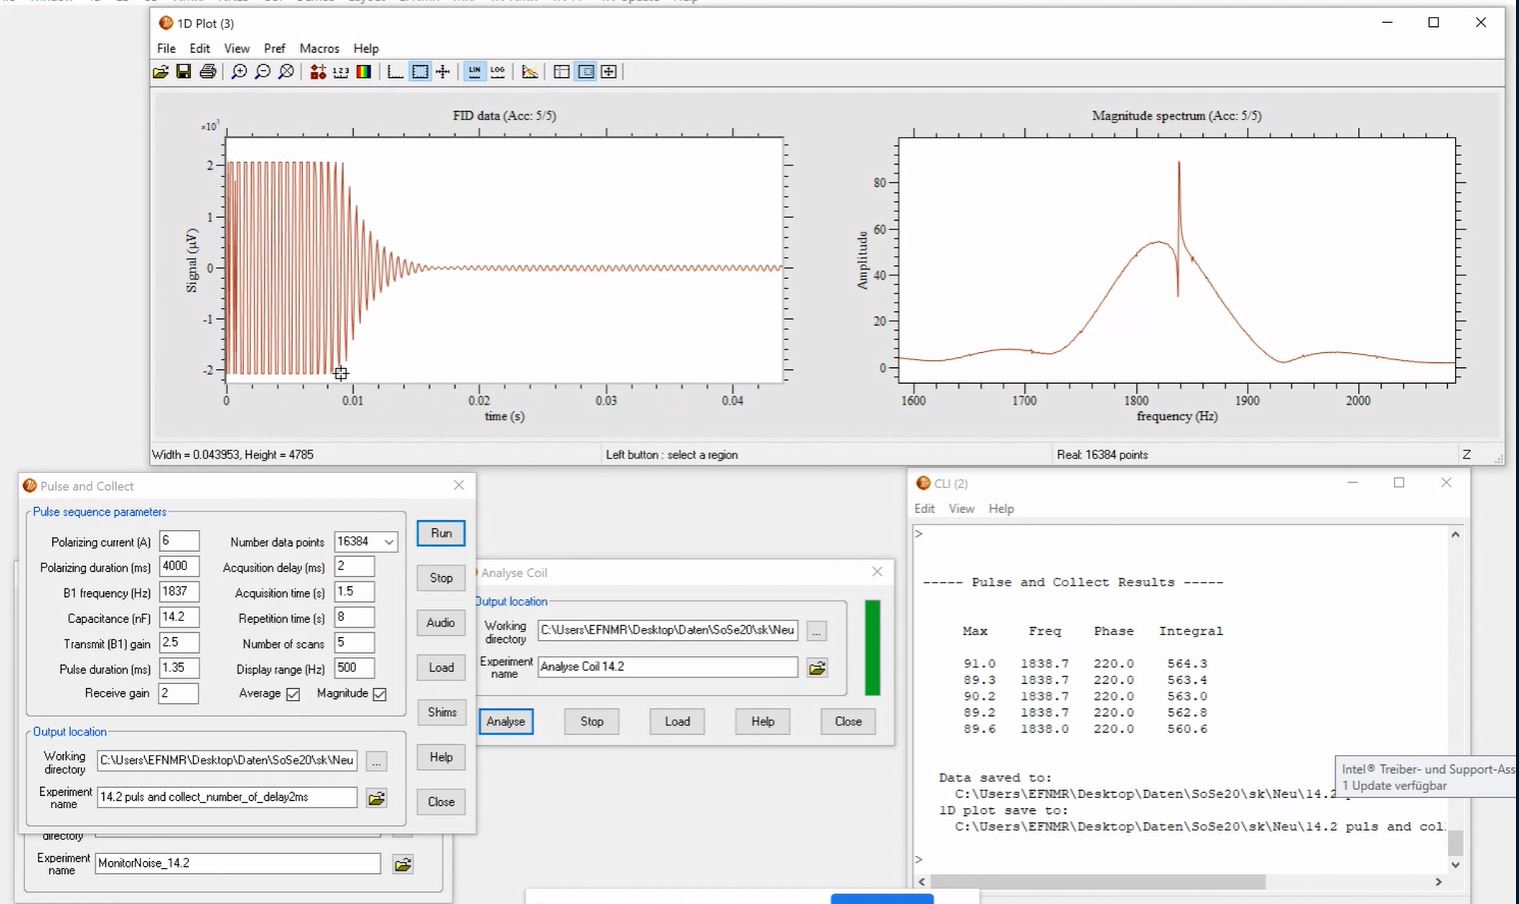 1D Plot (3)
File Edit View Pref Macros Help
1 2 3
LIN LOG
FID data (Acc: 5/5)
Magnitude spectrum (Acc: 5/5)
×10³
2
1
0
-1
-2
Signal (µV)
0 0.01 0.02 0.03 0.04
time (s)
80
60
40
20
0
Amplitude
1600 1700 1800 1900 2000
frequency (Hz)
Width = 0.043953, Height = 4785
Left button : select a region
Real: 16384 points
Z
Pulse and Collect
Pulse sequence parameters
Polarizing current (A) 6 Number data points 16384
Polarizing duration (ms) 4000 Acqusition delay (ms) 2
B1 frequency (Hz) 1837 Acquisition time (s) 1.5
Capacitance (nF) 14.2 Repetition time (s) 8
Transmit (B1) gain 2.5 Number of scans 5
Pulse duration (ms) 1.35 Display range (Hz) 500
Receive gain 2 Average Magnitude
Run
Stop
Audio
Load
Shims
Help
Close
Output location
Working directory C:\Users\EFNMR\Desktop\Daten\SoSe20\sk\Neu ...
Experiment name 14.2 puls and collect_number_of_delay2ms
directory
Experiment name MonitorNoise_14.2
Analyse Coil
Output location
Working directory C:\Users\EFNMR\Desktop\Daten\SoSe20\sk\Neu ...
Experiment name Analyse Coil 14.2
Analyse Stop Load Help Close
CLI (2)
Edit View Help
>
----- Pulse and Collect Results -----
Max Freq Phase Integral
91.0 1838.7 220.0 564.3
89.3 1838.7 220.0 563.4
90.2 1838.7 220.0 563.0
89.2 1838.7 220.0 562.8
89.6 1838.0 220.0 560.6
Data saved to:
C:\Users\EFNMR\Desktop\Daten\SoSe20\sk\Neu\14.2
1D plot save to:
C:\Users\EFNMR\Desktop\Daten\SoSe20\sk\Neu\14.2 puls and col
>
Intel® Treiber- und Support-Ass
1 Update verfügbar